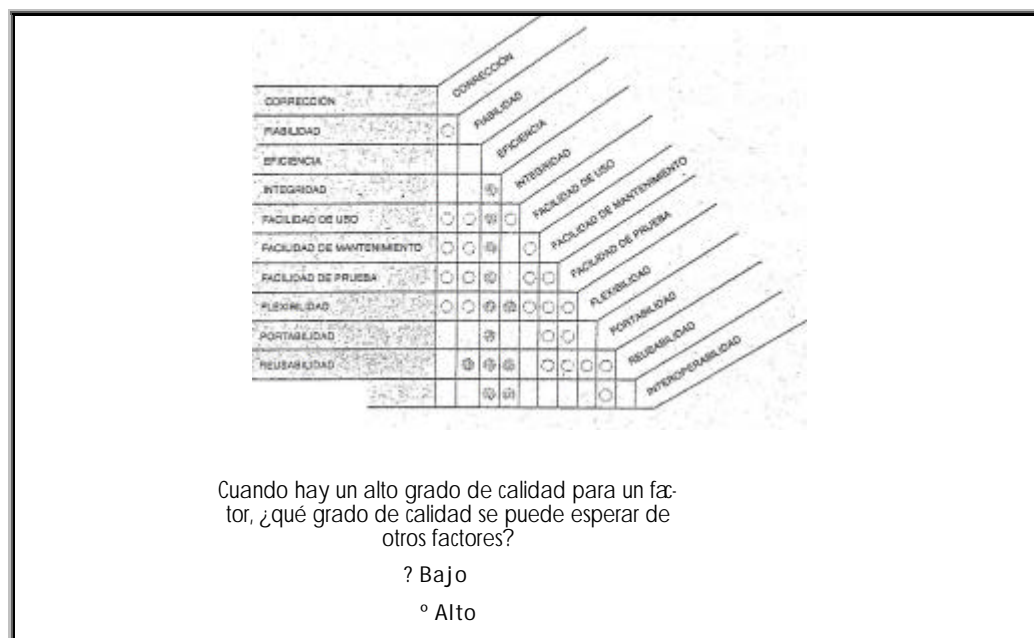 CORRECCIÓN
FIABILIDAD
EFICIENCIA
INTEGRIDAD
FACILIDAD DE USO
FACILIDAD DE MANTENIMIENTO
FACILIDAD DE PRUEBA
FLEXIBILIDAD
PORTABILIDAD
REUSABILIDAD
INTEROPERABILIDAD
CORRECCIÓN
FIABILIDAD
EFICIENCIA
INTEGRIDAD
FACILIDAD DE USO
FACILIDAD DE MANTENIMIENTO
FACILIDAD DE PRUEBA
FLEXIBILIDAD
PORTABILIDAD
REUSABILIDAD
Cuando hay un alto grado de calidad para un fac-
tor, ¿qué grado de calidad se puede esperar de
otros factores?
? Bajo
º Alto